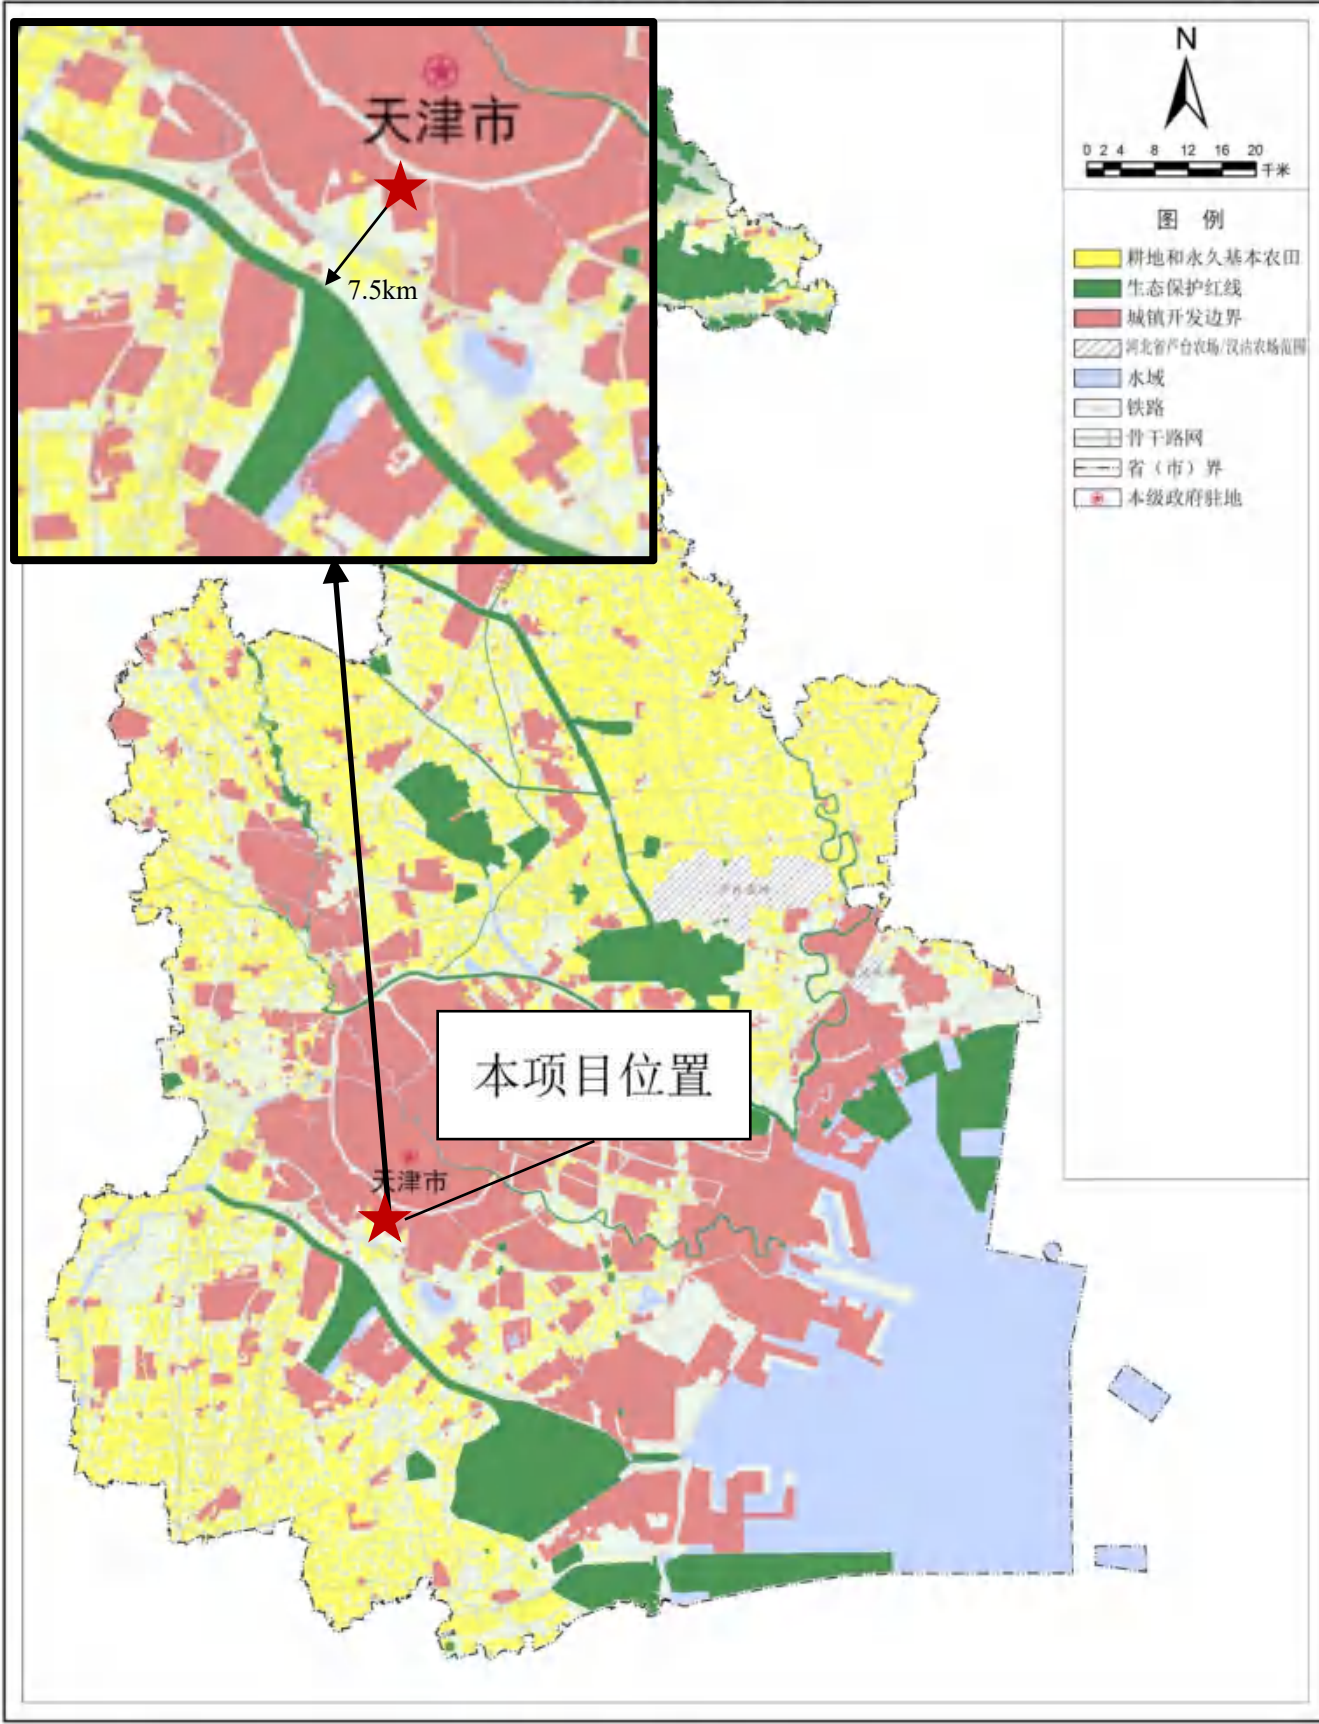 天津市
7.5km
N
0 2 4 8 12 16 20
千米
图 例
耕地和永久基本农田
生态保护红线
城镇开发边界
河北省芦台农场/汉沽农场范围
水域
铁路
骨干路网
省（市）界
本级政府驻地
本项目位置
天津市